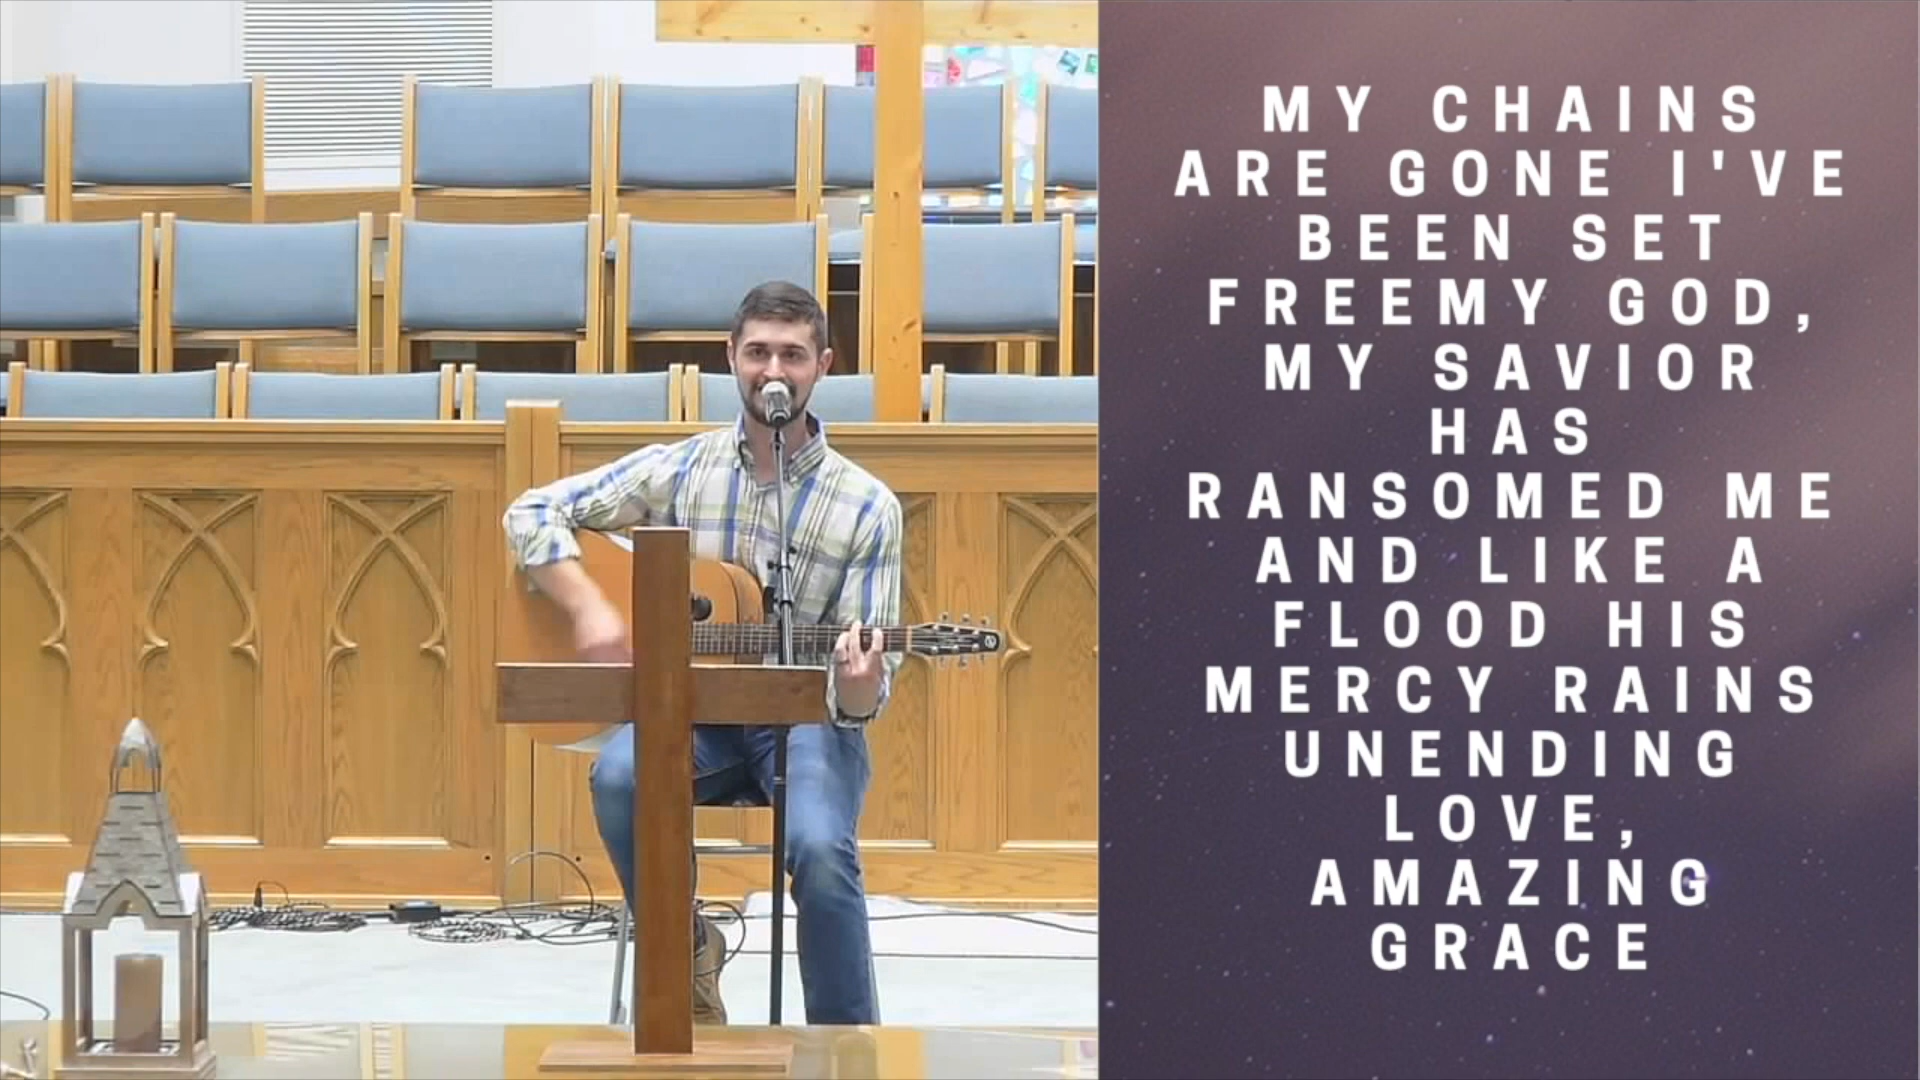 MY CHAINS
ARE GONE I'VE
BEEN SET
FREEMY GOD,
MY SAVIOR
HAS
RANSOMED ME
AND LIKE A
FLOOD HIS
MERCY RAINS
UNENDING
LOVE,
AMAZING
GRACE